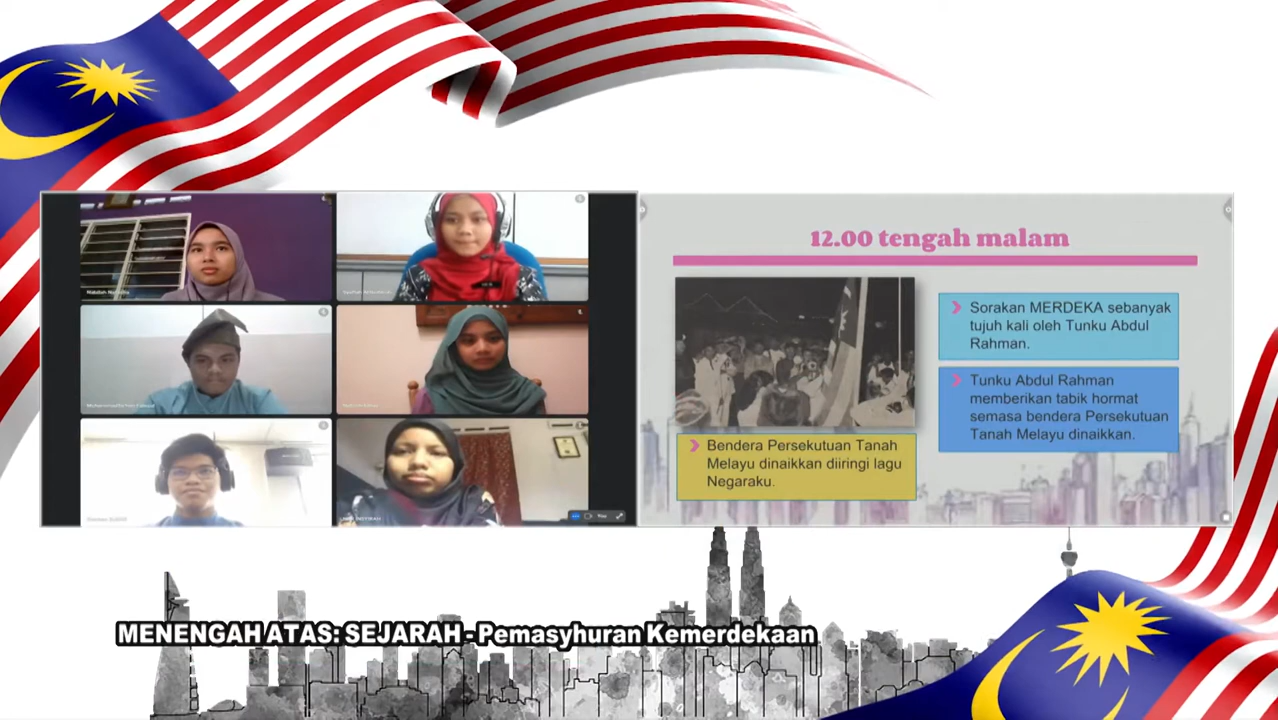 12.00 tengah malam
Sorakan MERDEKA sebanyak
tujuh kali oleh Tunku Abdul
Rahman.
Tunku Abdul Rahman
memberikan tabik hormat
semasa bendera Persekutuan
Tanah Melayu dinaikkan.
Bendera Persekutuan Tanah
Melayu dinaikkan diiringi lagu
Negaraku.
MENENGAH ATAS: SEJARAH - Pemasyhuran Kemerdekaan